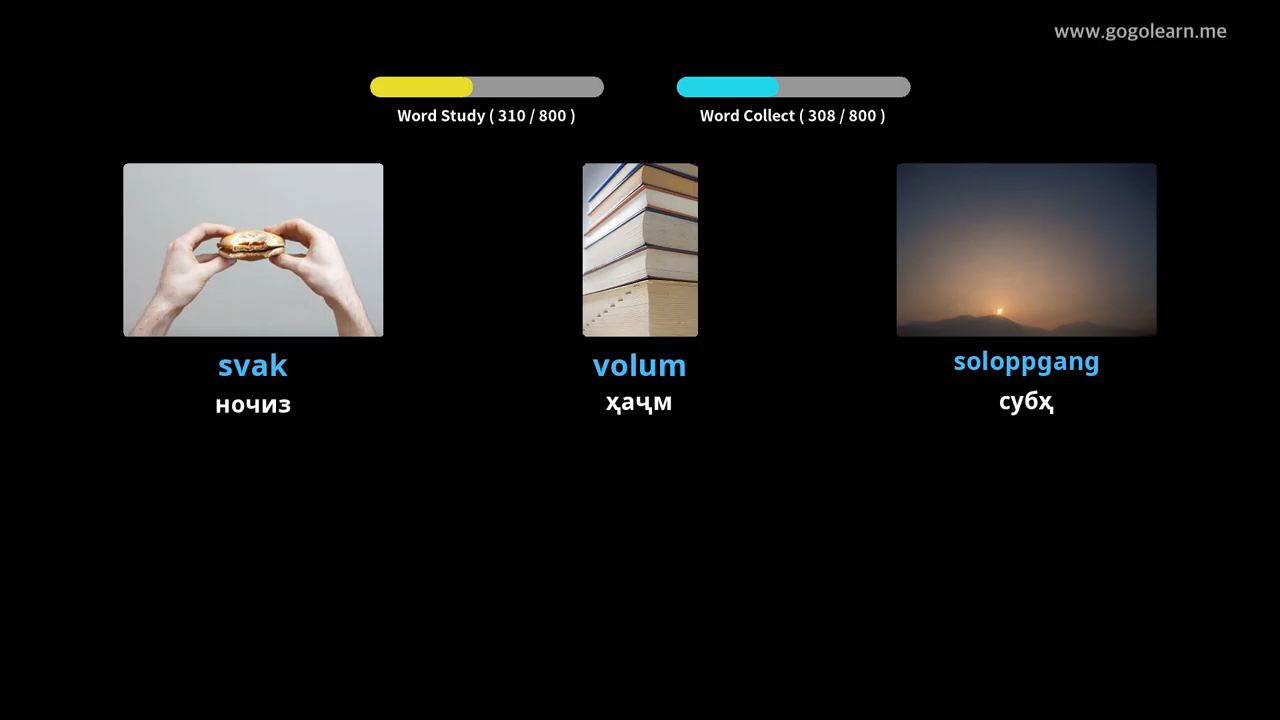 www.gogolearn.me
Word Study ( 310 / 800 )
Word Collect ( 308 / 800 )
svak
ночиз
volum
ҳаҷм
soloppgang
субҳ